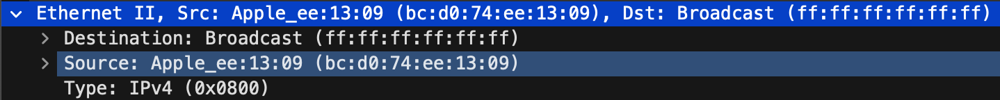 Ethernet II, Src: Apple_ee:13:09 (bc:d0:74:ee:13:09), Dst: Broadcast (ff:ff:ff:ff:ff:ff)
Destination: Broadcast (ff:ff:ff:ff:ff:ff)
Source: Apple_ee:13:09 (bc:d0:74:ee:13:09)
Type: IPv4 (0x0800)